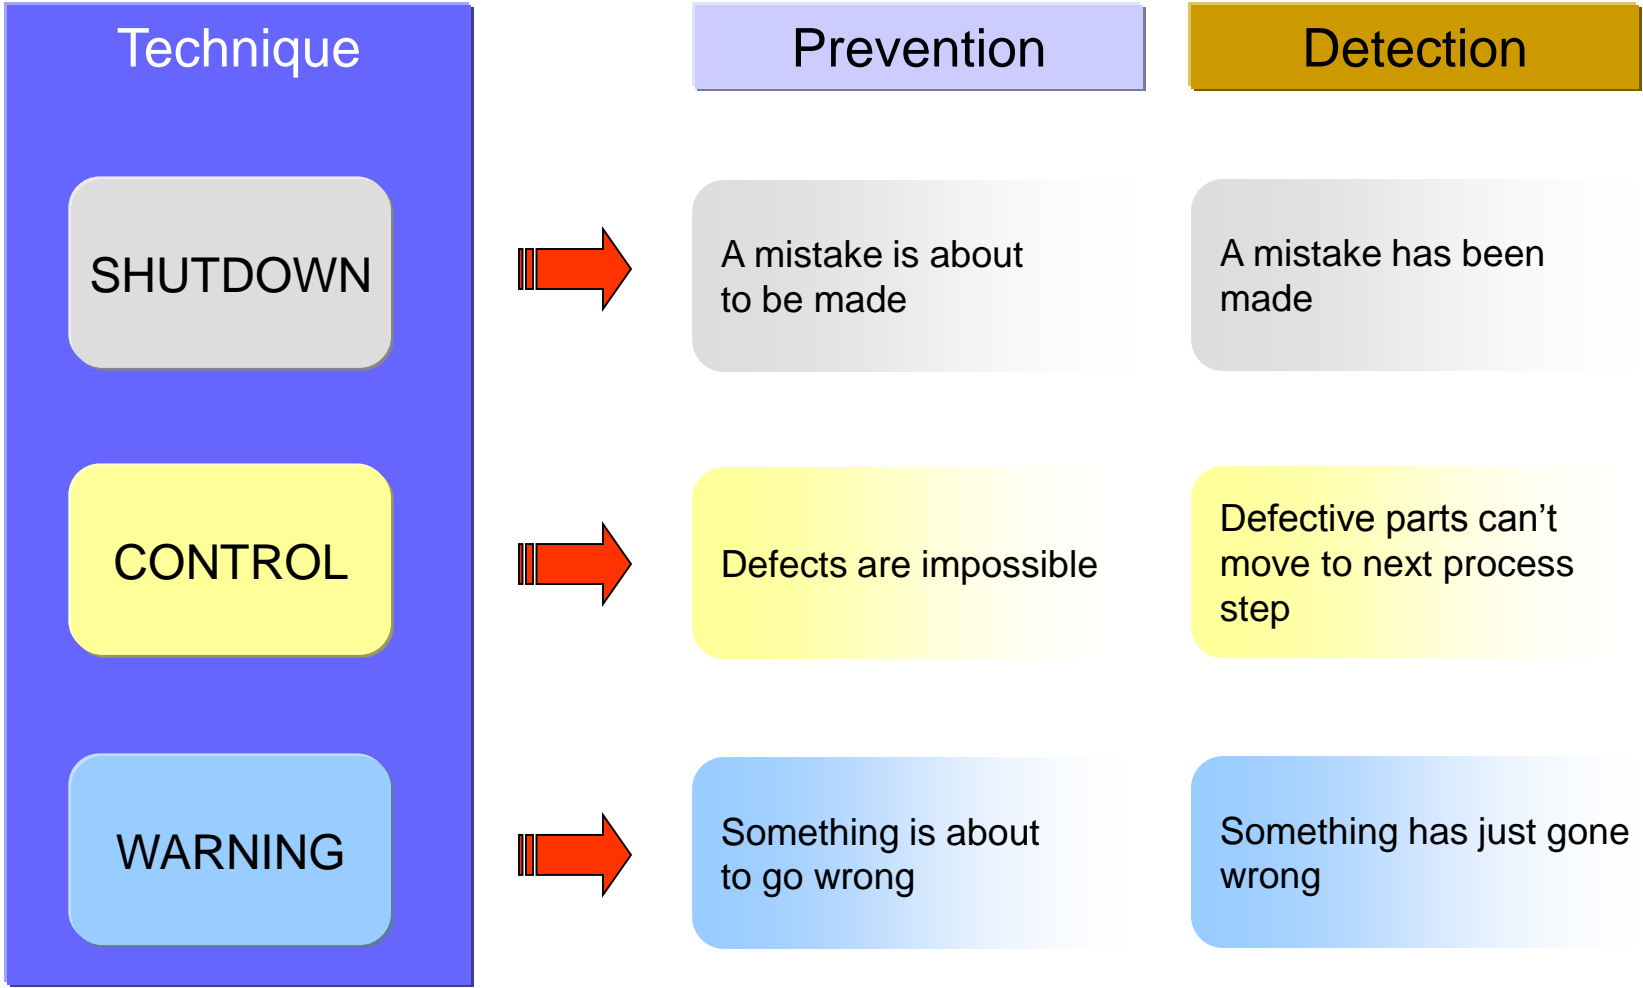 Technique
Prevention
Detection
SHUTDOWN
A mistake is about
to be made
A mistake has been
made
CONTROL
Defects are impossible
Defective parts can’t
move to next process
step
WARNING
Something is about
to go wrong
Something has just gone
wrong